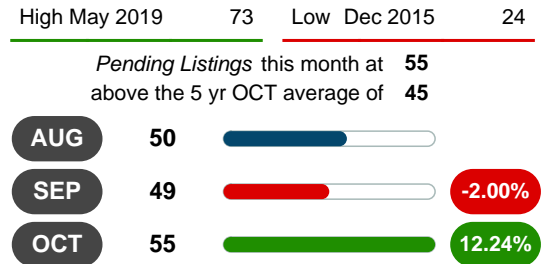 High May 2019 73 Low Dec 2015 24
Pending Listings this month at 55
above the 5 yr OCT average of 45
AUG 50
SEP 49 -2.00%
OCT 55 12.24%